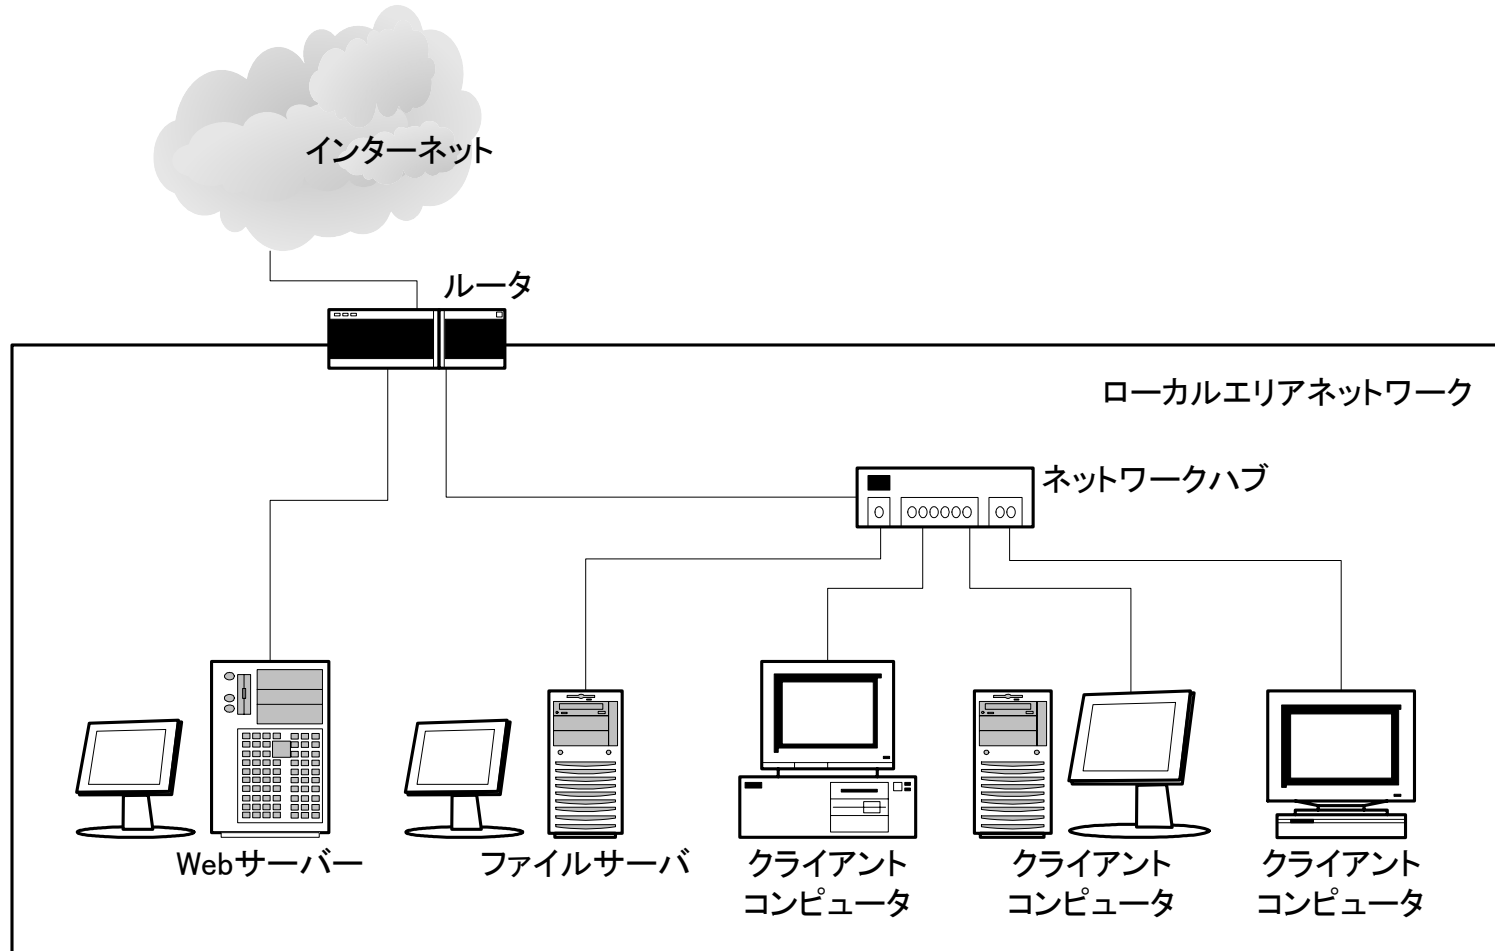 インターネット
ルータ
ローカルエリアネットワーク
ネットワークハブ
Webサーバー
ファイルサーバ
クライアント
コンピュータ
クライアント
コンピュータ
クライアント
コンピュータ